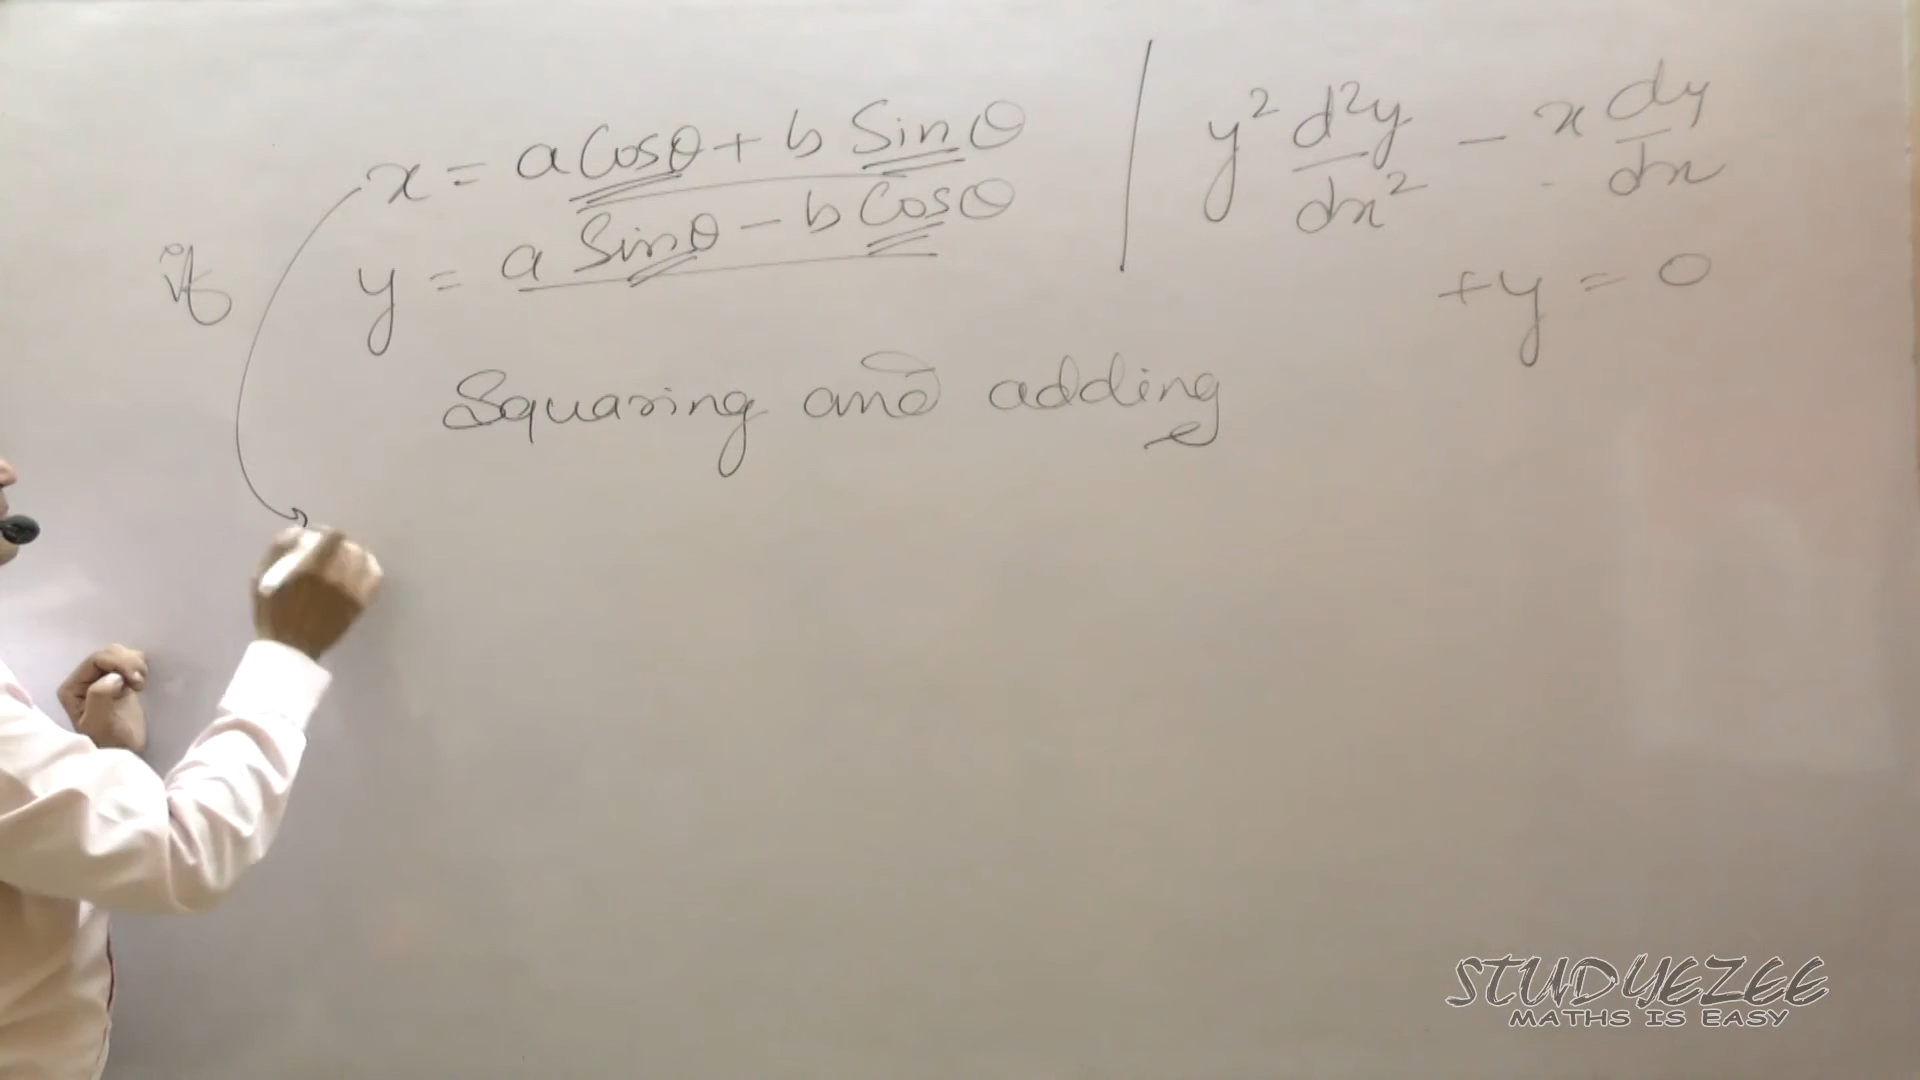 if
x = a Cosθ + b Sinθ
y = a Sinθ - b Cosθ
y² d²y/dx² - x dy/dx
+ y = 0
Squaring and adding
STUDYEZEE
MATHS IS EASY